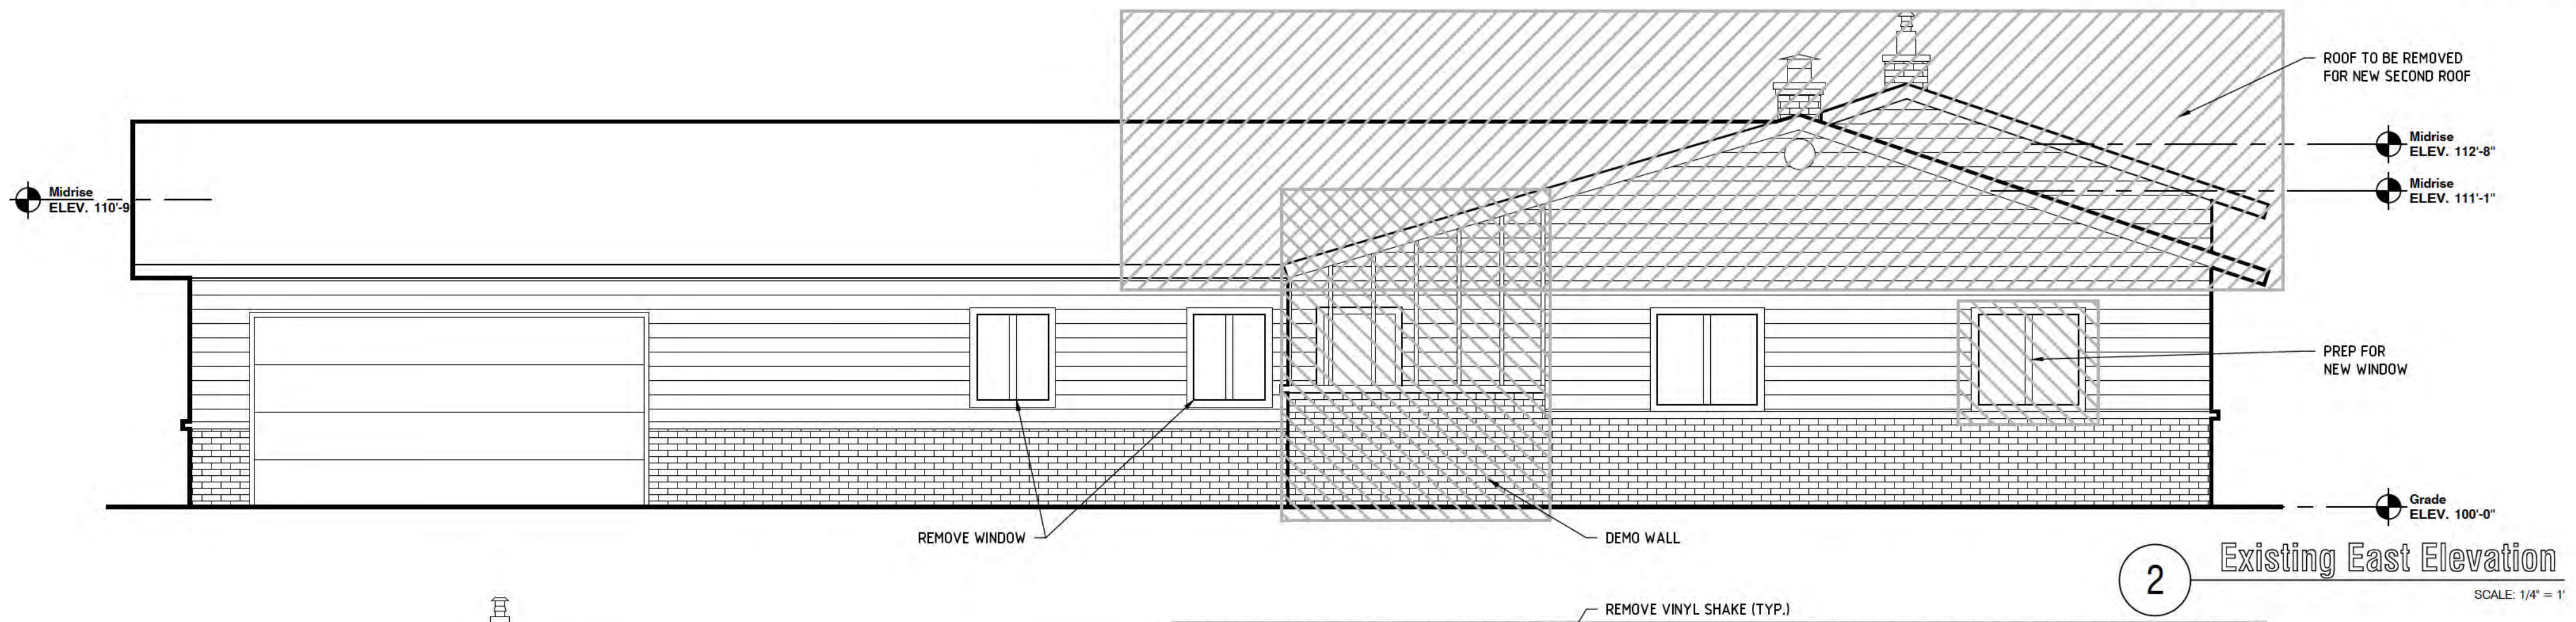 ROOF TO BE REMOVED
FOR NEW SECOND ROOF
Midrise
ELEV. 112'-8"
Midrise
ELEV. 111'-1"
Midrise
ELEV. 110'-9
PREP FOR
NEW WINDOW
Grade
ELEV. 100'-0"
REMOVE WINDOW
DEMO WALL
2
Existing East Elevation
SCALE: 1/4" = 1'
REMOVE VINYL SHAKE (TYP.)